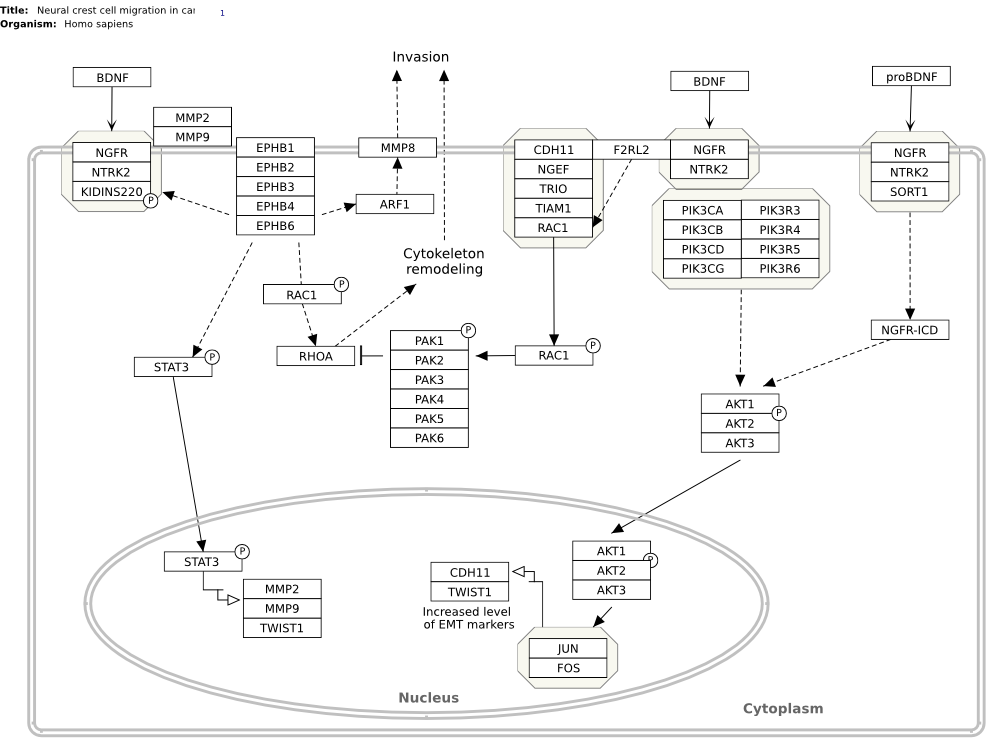 Title: Neural crest cell migration in
1
Organism: Homo sapiens
Invasion
BDNF
BDNF
proBDNF
MMP2
MMP9
NGFR
NTRK2
KIDINS220
P
EPHB1
EPHB2
EPHB3
EPHB4
EPHB6
MMP8
ARF1
CDH11
NGEF
TRIO
TIAM1
RAC1
F2RL2
NGFR
NTRK2
NGFR
NTRK2
SORT1
PIK3CA
PIK3R3
PIK3CB
PIK3R4
PIK3CD
PIK3R5
PIK3CG
PIK3R6
Cytokeleton
remodeling
RAC1
P
RHOA
STAT3
P
PAK1
P
PAK2
PAK3
PAK4
PAK5
PAK6
RAC1
P
NGFR-ICD
AKT1
AKT2
P
AKT3
STAT3
P
MMP2
MMP9
TWIST1
CDH11
TWIST1
Increased level
of EMT markers
AKT1
P
AKT2
AKT3
JUN
FOS
Nucleus
Cytoplasm